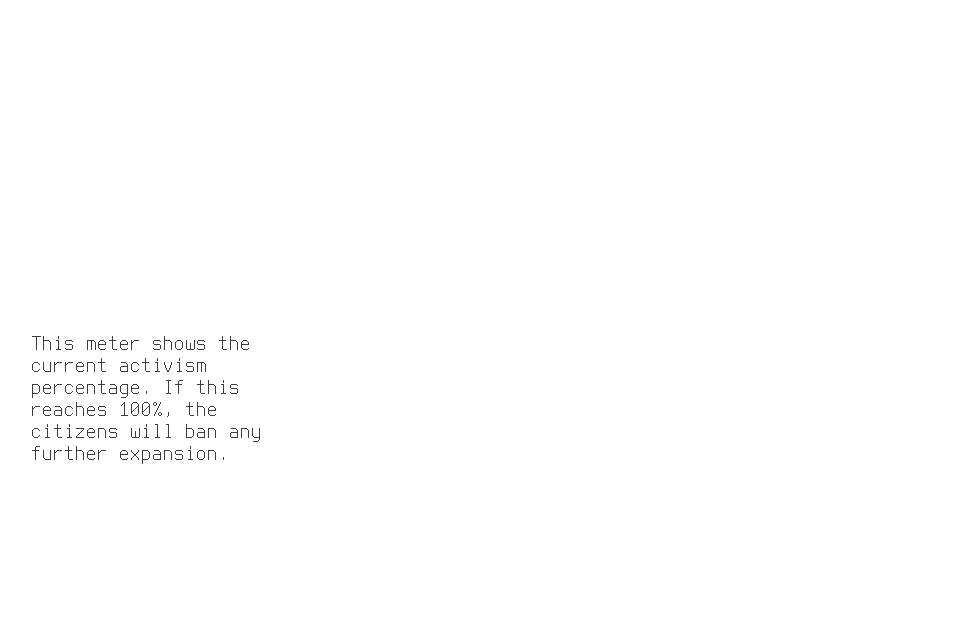 This meter shows the
current activism
percentage. If this
reaches 100%, the
citizens will ban any
further expansion.